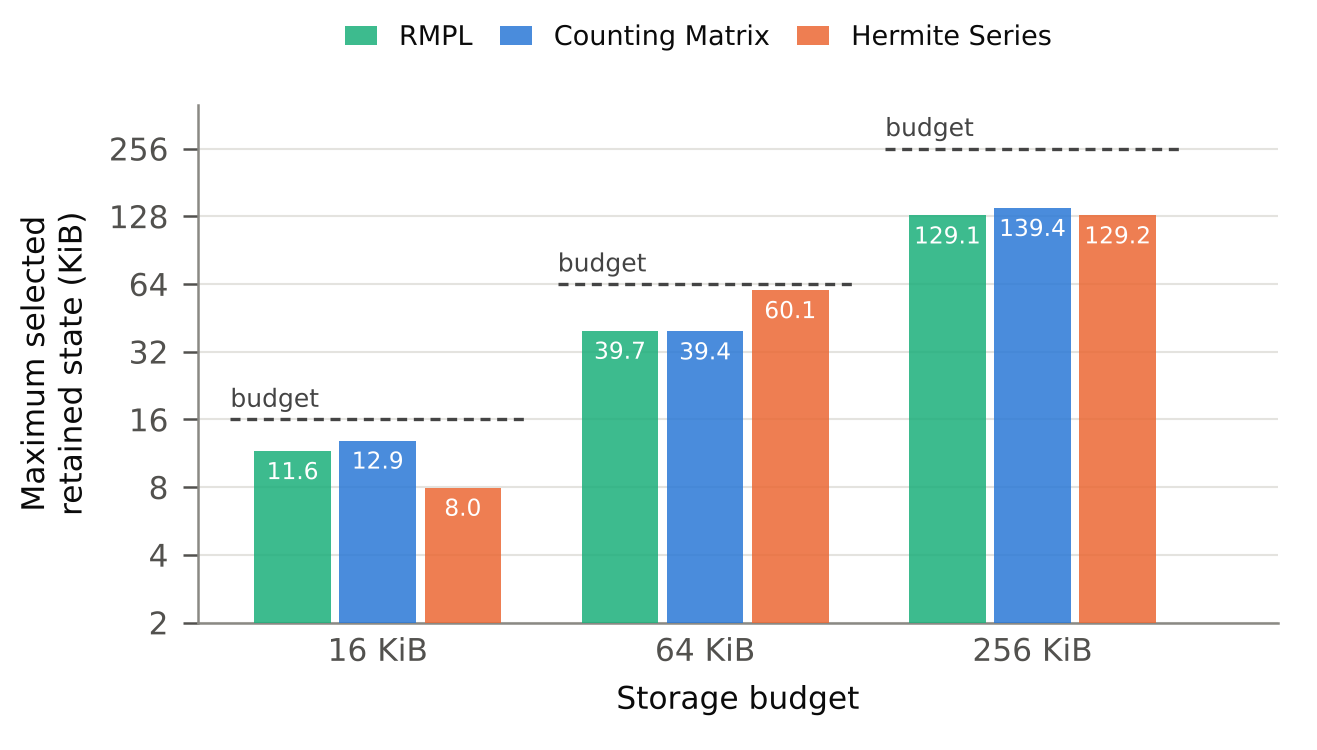 RMPL Counting Matrix Hermite Series
Maximum selected
retained state (KiB)
256
128
64
32
16
8
4
2
budget
budget
budget
11.6
12.9
8.0
39.7
39.4
60.1
129.1
139.4
129.2
16 KiB 64 KiB 256 KiB
Storage budget